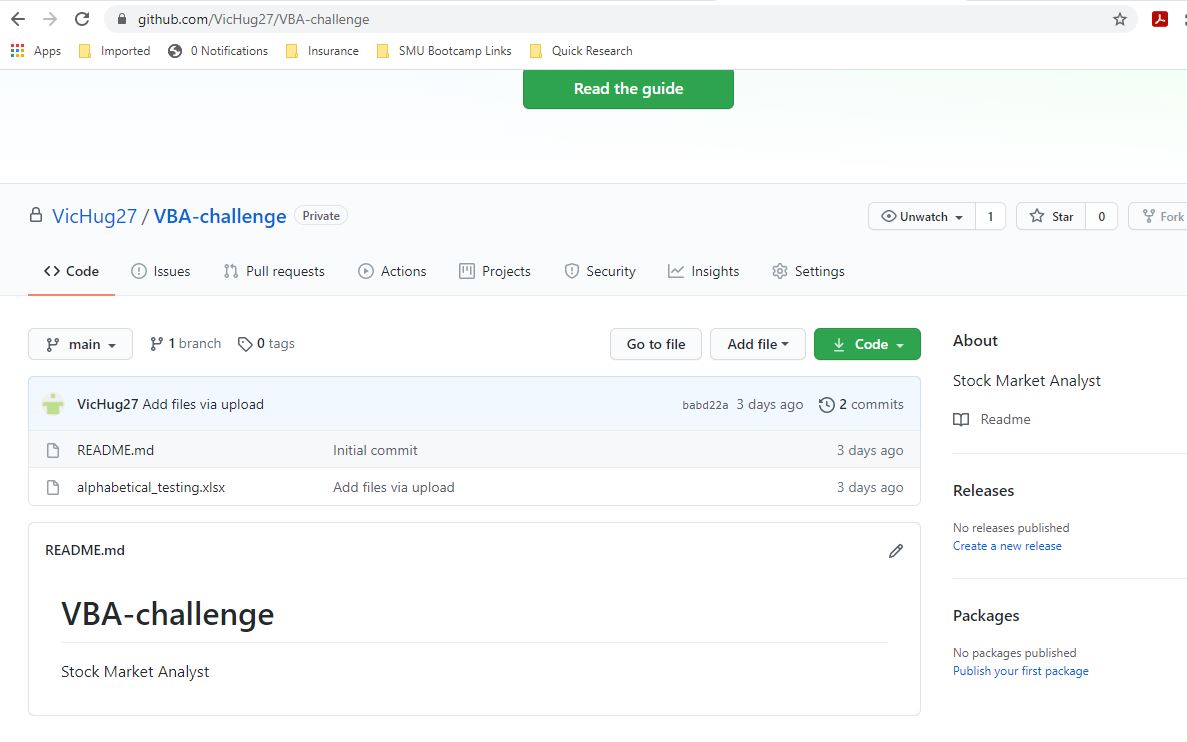 github.com/VicHug27/VBA-challenge
Apps Imported 0 Notifications Insurance SMU Bootcamp Links Quick Research
Read the guide
VicHug27 / VBA-challenge Private
Unwatch 1 Star 0 Fork
Code Issues Pull requests Actions Projects Security Insights Settings
main 1 branch 0 tags Go to file Add file Code
VicHug27 Add files via upload babd22a 3 days ago 2 commits
README.md Initial commit 3 days ago
alphabetical_testing.xlsx Add files via upload 3 days ago
README.md
VBA-challenge
Stock Market Analyst
About
Stock Market Analyst
Readme
Releases
No releases published
Create a new release
Packages
No packages published
Publish your first package